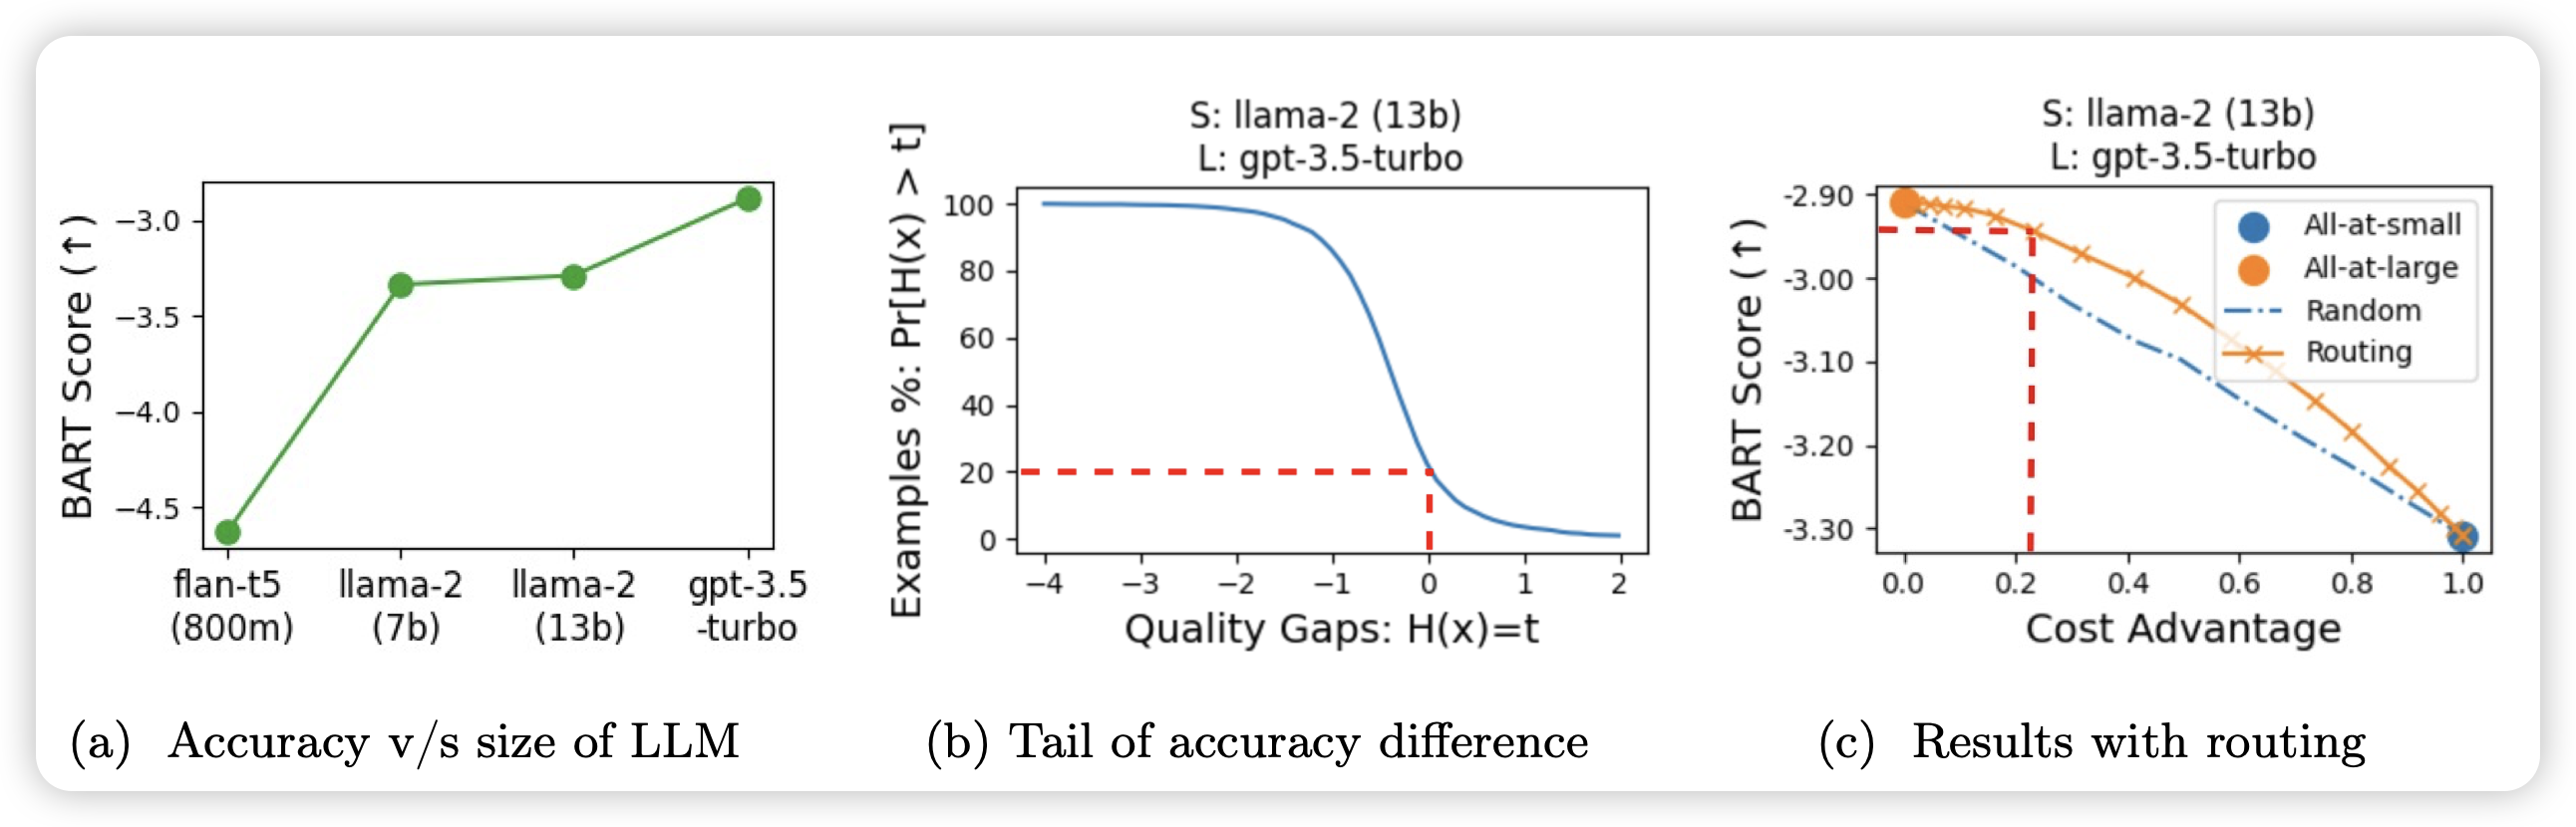 BART Score (↑)
−3.0
−3.5
−4.0
−4.5
flan-t5
(800m)
llama-2
(7b)
llama-2
(13b)
gpt-3.5
-turbo
(a) Accuracy v/s size of LLM
S: llama-2 (13b)
L: gpt-3.5-turbo
Examples %: Pr[H(x) > t]
100
80
60
40
20
0
−4 −3 −2 −1 0 1 2
Quality Gaps: H(x)=t
(b) Tail of accuracy difference
S: llama-2 (13b)
L: gpt-3.5-turbo
BART Score (↑)
-2.90
-3.00
-3.10
-3.20
-3.30
All-at-small
All-at-large
Random
Routing
0.0 0.2 0.4 0.6 0.8 1.0
Cost Advantage
(c) Results with routing